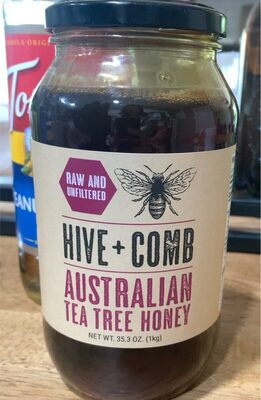 RAW AND
UNFILTERED
HIVE + COMB
AUSTRALIAN
TEA TREE HONEY
NET WT. 35.3 OZ. (1kg)